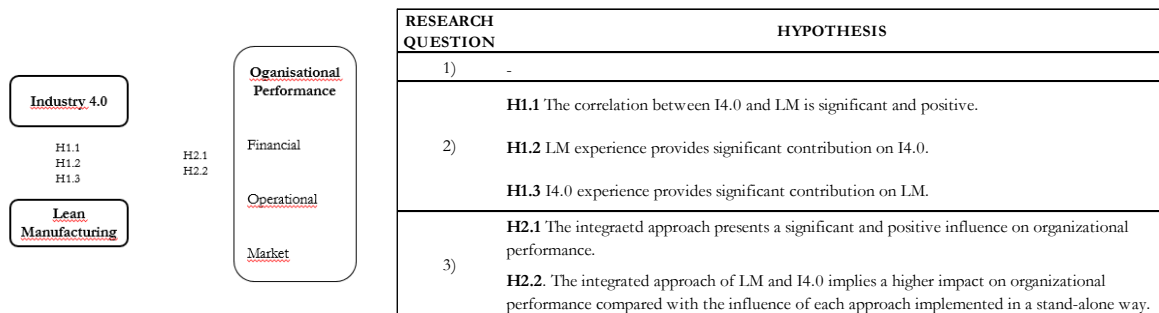 Industry 4.0
H1.1
H1.2
H1.3
Lean
Manufacturing
H2.1
H2.2
Oganisational
Performance
Financial
Operational
Market
RESEARCH
QUESTION
HYPOTHESIS
1)
-
2)
H1.1 The correlation between I4.0 and LM is significant and positive.
H1.2 LM experience provides significant contribution on I4.0.
H1.3 I4.0 experience provides significant contribution on LM.
3)
H2.1 The integraetd approach presents a significant and positive influence on organizational
performance.
H2.2. The integrated approach of LM and I4.0 implies a higher impact on organizational
performance compared with the influence of each approach implemented in a stand-alone way.